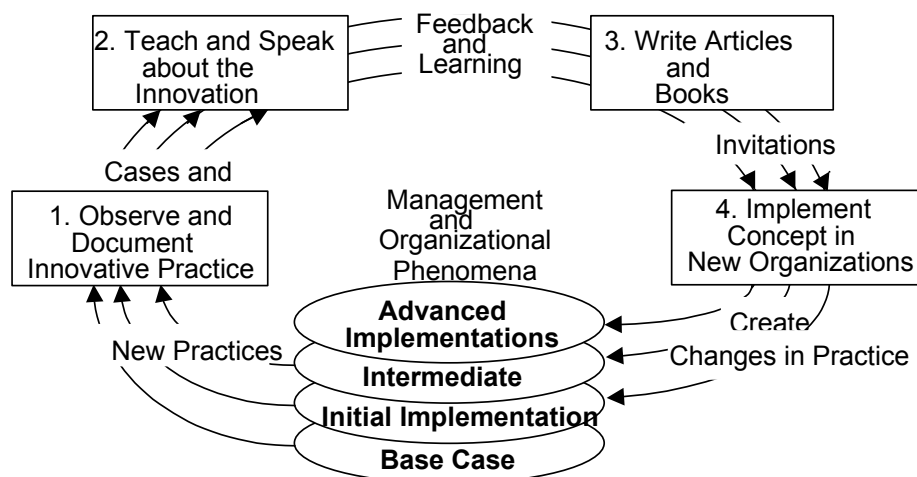 2. Teach and Speak
about the
Innovation
Feedback
and
Learning
3. Write Articles
and
Books
Cases and
Invitations
1. Observe and
Document
Innovative Practice
Management
and
Organizational
Phenomena
4. Implement
Concept in
New Organizations
Advanced
Implementations
Intermediate
Initial Implementation
Base Case
New Practices
Create
Changes in Practice